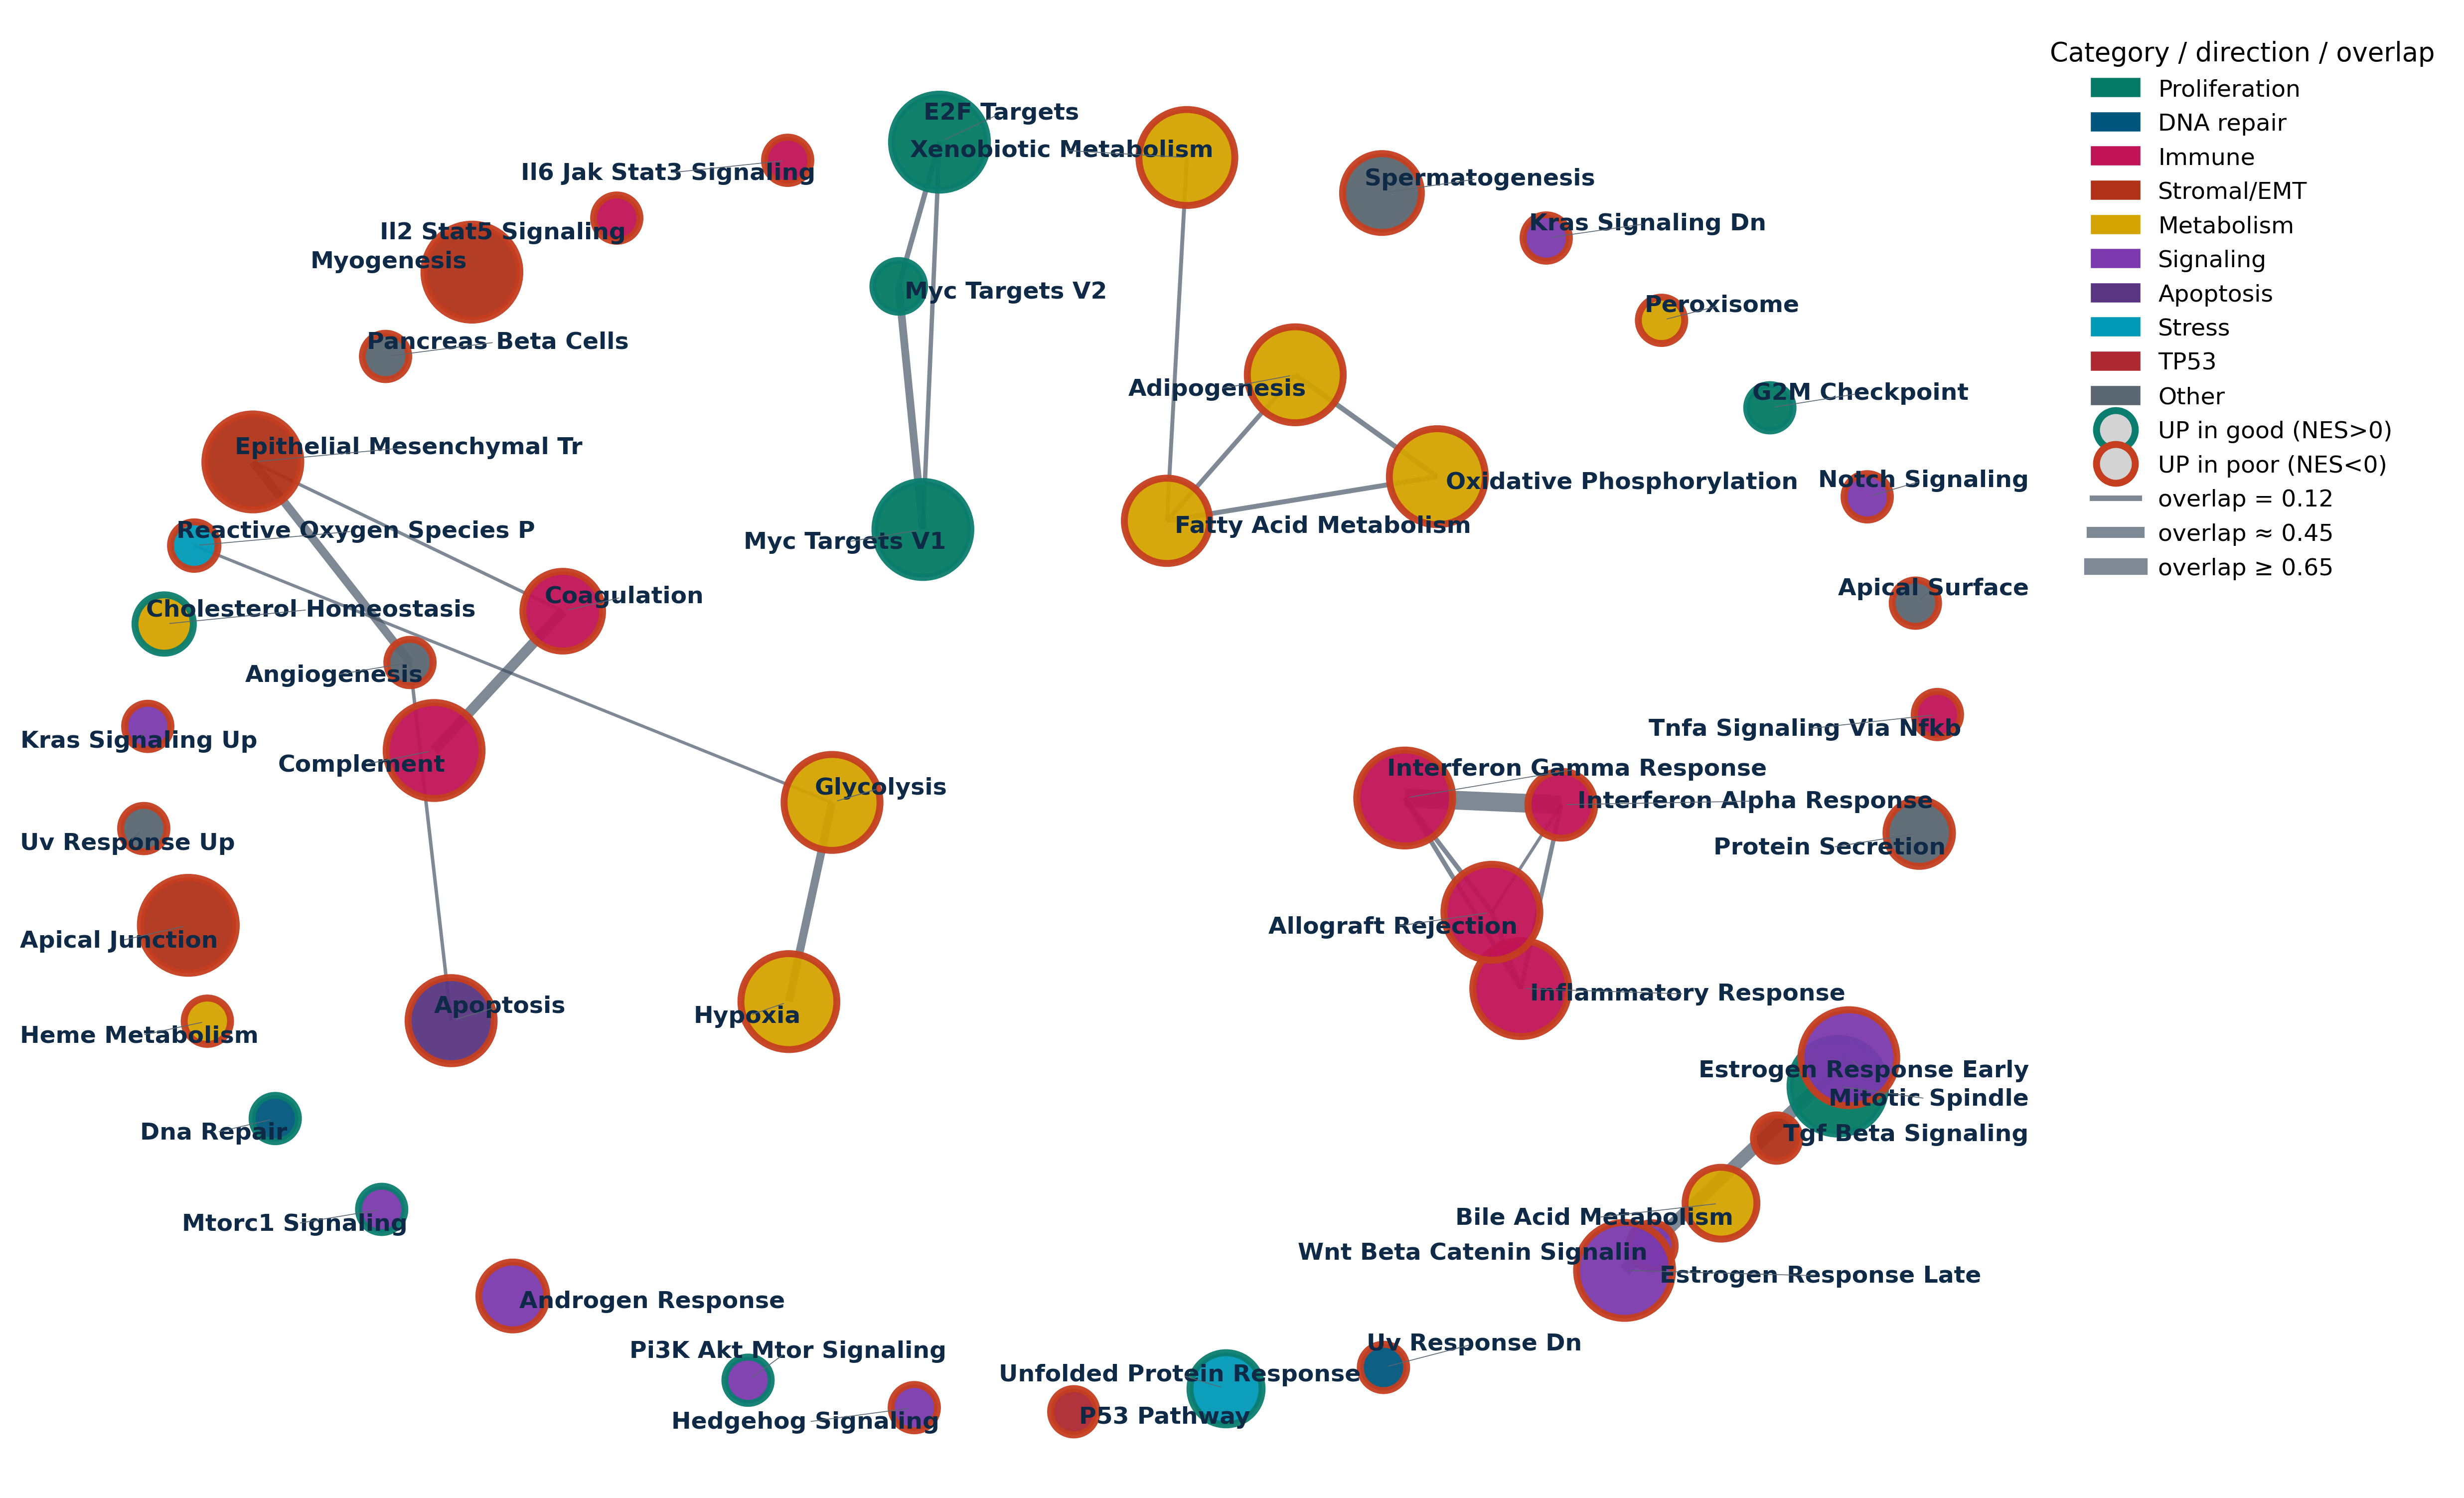 Category / direction / overlap
Proliferation
DNA repair
Immune
Stromal/EMT
Metabolism
Signaling
Apoptosis
Stress
TP53
Other
UP in good (NES>0)
UP in poor (NES<0)
overlap = 0.12
overlap ≈ 0.45
overlap ≥ 0.65
E2F Targets
Xenobiotic Metabolism
Il6 Jak Stat3 Signaling
Spermatogenesis
Kras Signaling Dn
Il2 Stat5 Signaling
Myogenesis
Myc Targets V2
Peroxisome
Pancreas Beta Cells
Adipogenesis
G2M Checkpoint
Epithelial Mesenchymal Tr
Oxidative Phosphorylation
Notch Signaling
Reactive Oxygen Species P
Fatty Acid Metabolism
Myc Targets V1
Apical Surface
Coagulation
Cholesterol Homeostasis
Angiogenesis
Tnfa Signaling Via Nfkb
Kras Signaling Up
Complement
Interferon Gamma Response
Glycolysis
Interferon Alpha Response
Uv Response Up
Protein Secretion
Allograft Rejection
Apical Junction
Inflammatory Response
Apoptosis
Hypoxia
Heme Metabolism
Estrogen Response Early
Mitotic Spindle
Dna Repair
Tgf Beta Signaling
Bile Acid Metabolism
Mtorc1 Signaling
Wnt Beta Catenin Signalin
Estrogen Response Late
Androgen Response
Uv Response Dn
Pi3K Akt Mtor Signaling
Unfolded Protein Response
P53 Pathway
Hedgehog Signaling